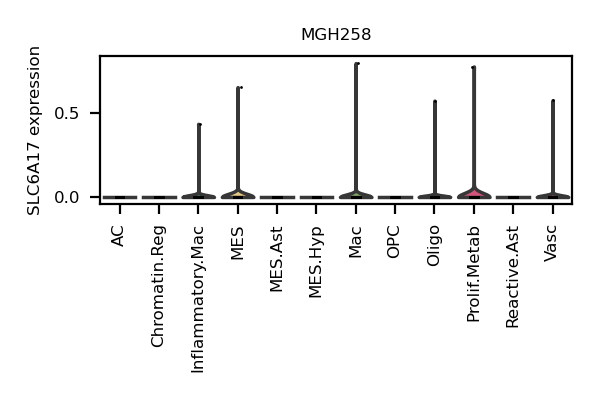 MGH258
SLC6A17 expression
0.5
0.0
AC
Chromatin.Reg
Inflammatory.Mac
MES
MES.Ast
MES.Hyp
Mac
OPC
Oligo
Prolif.Metab
Reactive.Ast
Vasc